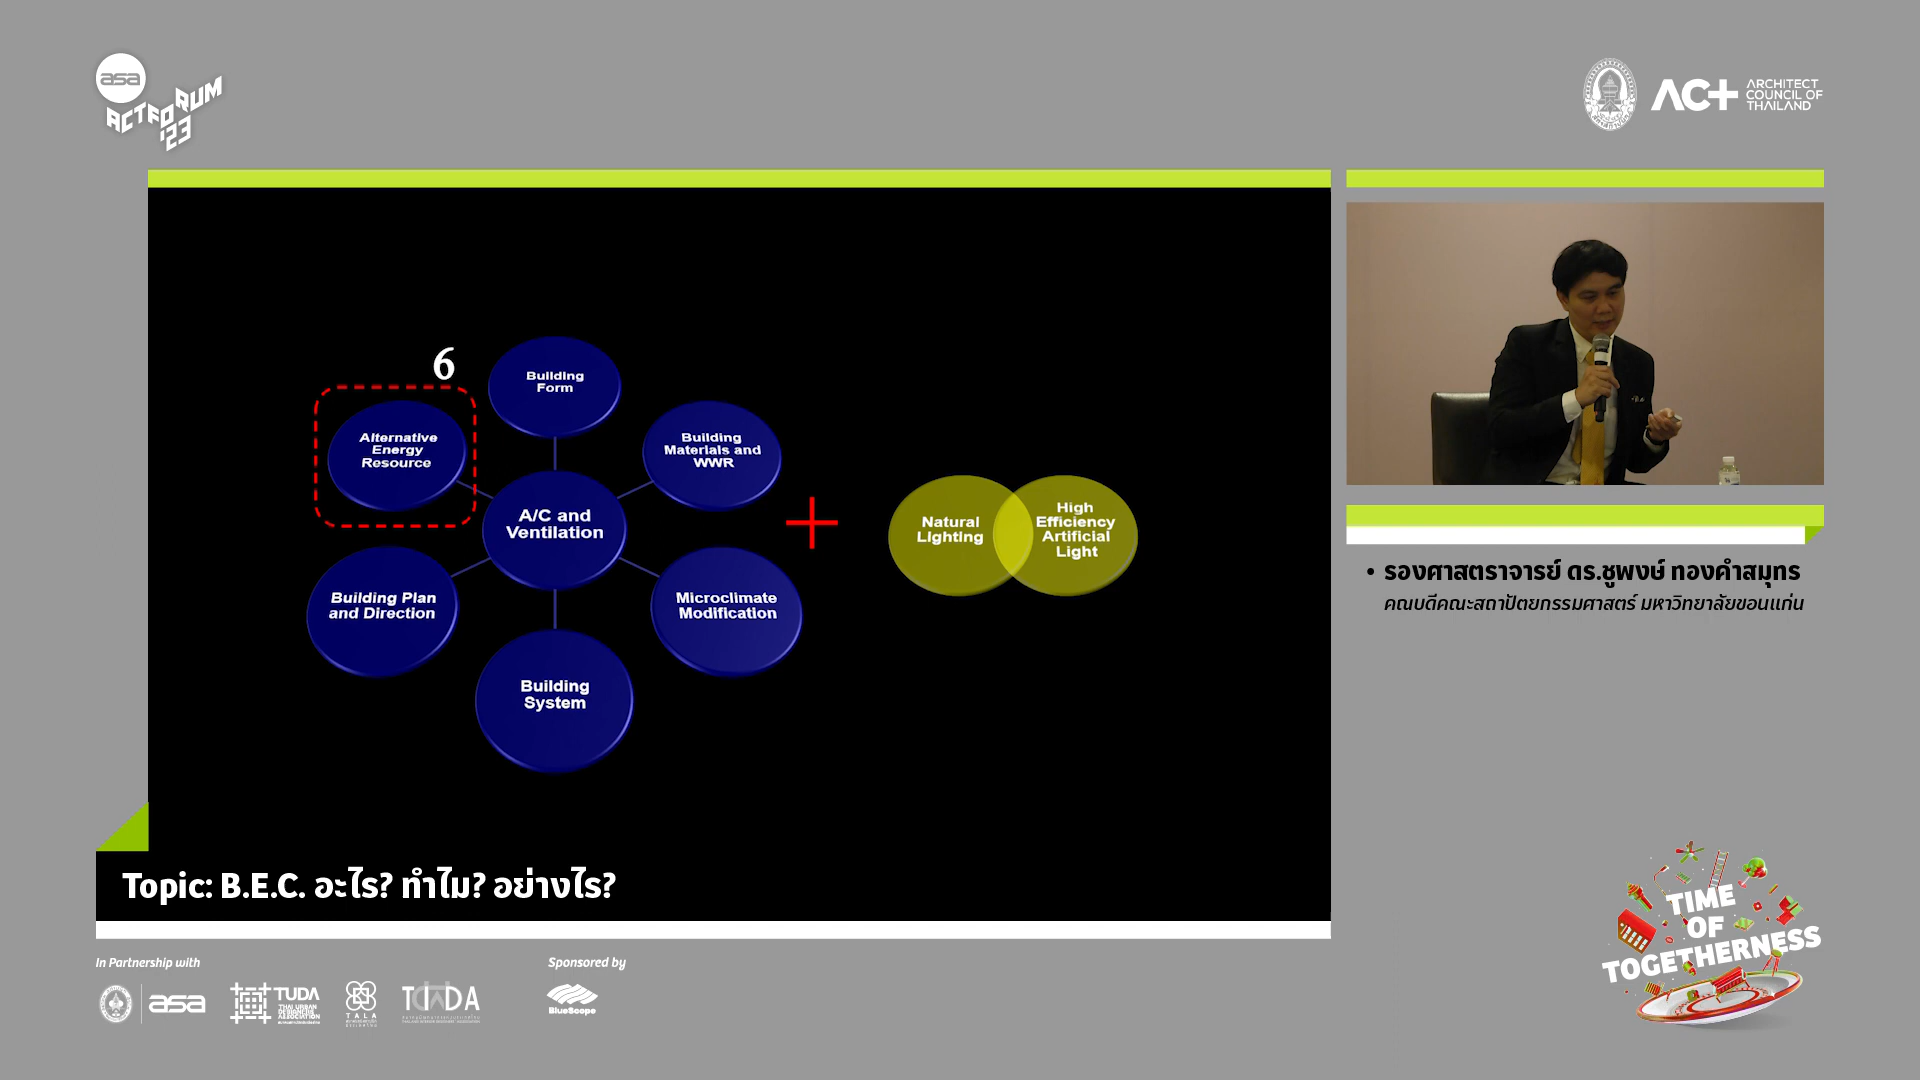 asa
ACTFORUM
'23
ACT
ARCHITECT
COUNCIL OF
THAILAND
6
Building
Form
Alternative
Energy
Resource
Building
Materials and
WWR
A/C and
Ventilation
Building Plan
and Direction
Microclimate
Modification
Building
System
Natural
Lighting
High
Efficiency
Artificial
Light
• รองศาสตราจารย์ ดร.ชูพงษ์ ทองคำสมุทร
คณบดีคณะสถาปัตยกรรมศาสตร์ มหาวิทยาลัยขอนแก่น
Topic: B.E.C. อะไร? ทำไม? อย่างไร?
TIME
OF
TOGETHERNESS
In Partnership with
Sponsored by
asa
TUDA
THAI URBAN
DESIGNERS
ASSOCIATION
TALA
TIDA
BlueScope